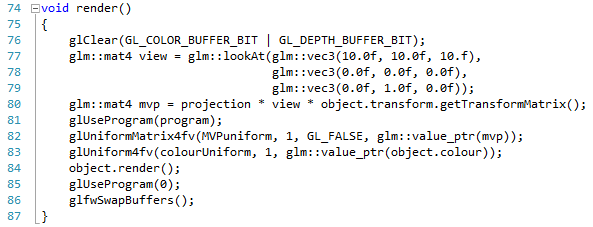 74 void render()
75 {
76 glClear(GL_COLOR_BUFFER_BIT | GL_DEPTH_BUFFER_BIT);
77 glm::mat4 view = glm::lookAt(glm::vec3(10.0f, 10.0f, 10.f),
78 glm::vec3(0.0f, 0.0f, 0.0f),
79 glm::vec3(0.0f, 1.0f, 0.0f));
80 glm::mat4 mvp = projection * view * object.transform.getTransformMatrix();
81 glUseProgram(program);
82 glUniformMatrix4fv(MVPuniform, 1, GL_FALSE, glm::value_ptr(mvp));
83 glUniform4fv(colourUniform, 1, glm::value_ptr(object.colour));
84 object.render();
85 glUseProgram(0);
86 glfwSwapBuffers();
87 }